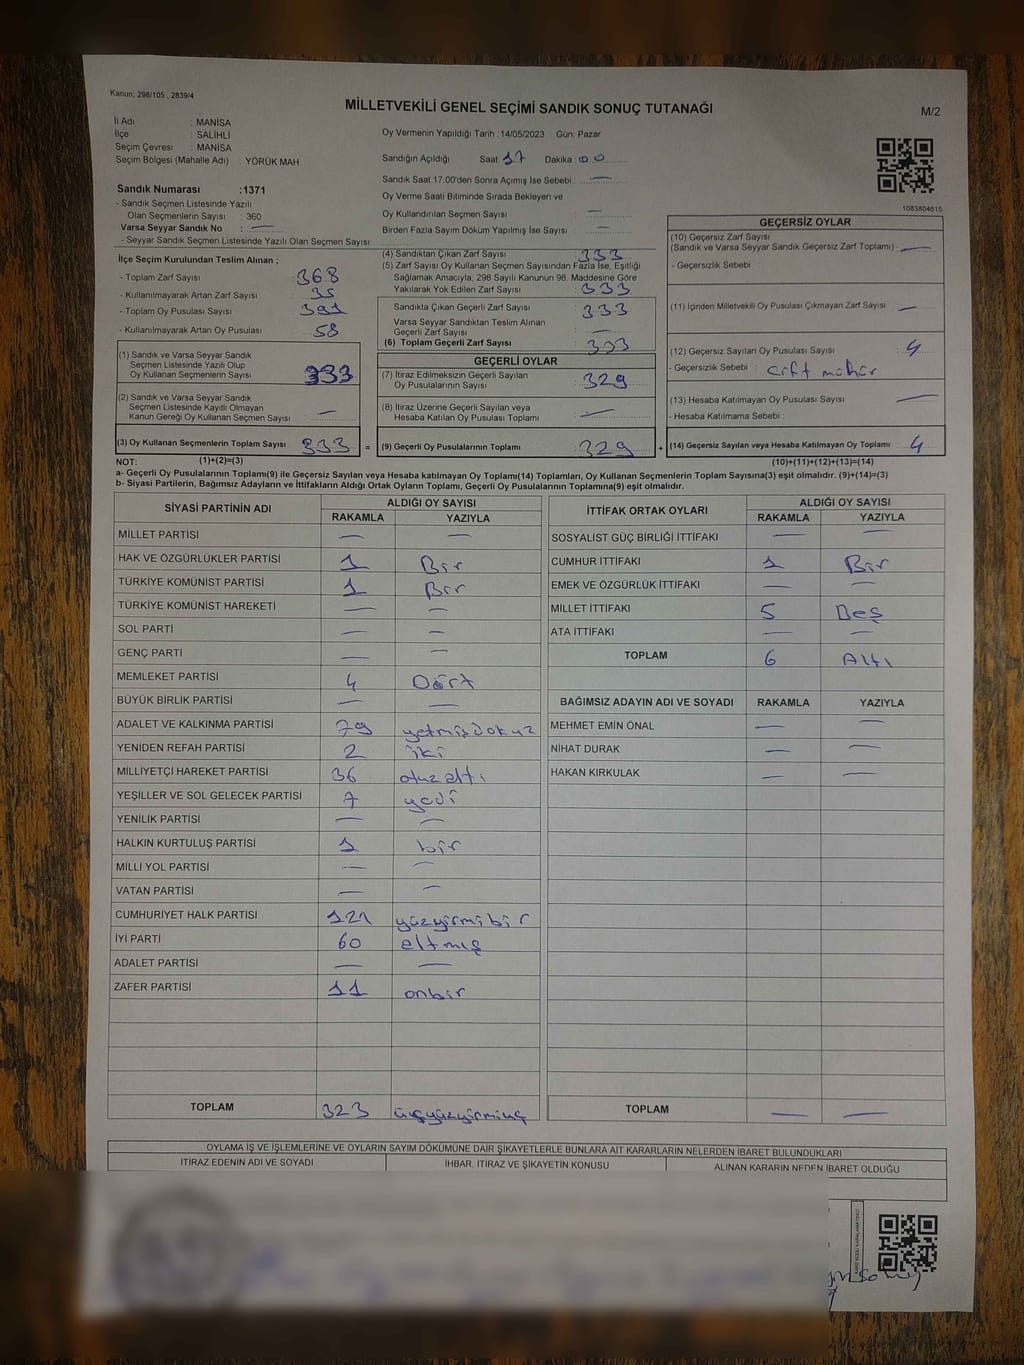 Kanun; 298/105 , 2839/4
MİLLETVEKİLİ GENEL SEÇİMİ SANDIK SONUÇ TUTANAĞI
M/2
İl Adı : MANİSA
İlçe : SALİHLİ
Seçim Çevresi : MANİSA
Seçim Bölgesi (Mahalle Adı) : YÖRÜK MAH
Sandık Numarası :1371
- Sandık Seçmen Listesinde Yazılı
Olan Seçmenlerin Sayısı : 360
Varsa Seyyar Sandık No : —
- Seyyar Sandık Seçmen Listesinde Yazılı Olan Seçmen Sayısı:
Oy Vermenin Yapıldığı Tarih :14/05/2023 Gün: Pazar
Sandığın Açıldığı Saat 17 Dakika 00
Sandık Saat 17:00'den Sonra Açımış İse Sebebi : —
Oy Verme Saati Bitiminde Sırada Bekleyen ve
Oy Kullandırılan Seçmen Sayısı : —
Birden Fazla Sayım Döküm Yapılmış İse Sayısı : —
1083804615
İlçe Seçim Kurulundan Teslim Alınan ;
- Toplam Zarf Sayısı : 368
- Kullanılmayarak Artan Zarf Sayısı : 35
- Toplam Oy Pusulası Sayısı : 391
- Kullanılmayarak Artan Oy Pusulası : 58
(1) Sandık ve Varsa Seyyar Sandık
Seçmen Listesinde Yazılı Olup
Oy Kullanan Seçmenlerin Sayısı : 333
(2) Sandık ve Varsa Seyyar Sandık
Seçmen Listesinde Kayıtlı Olmayan
Kanun Gereği Oy Kullanan Seçmen Sayısı : —
(3) Oy Kullanan Seçmenlerin Toplam Sayısı : 333 =
(4) Sandıktan Çıkan Zarf Sayısı : 333
(5) Zarf Sayısı Oy Kullanan Seçmen Sayısından Fazla İse, Eşitliği
Sağlamak Amacıyla; 298 Sayılı Kanunun 98. Maddesine Göre
Yakılarak Yok Edilen Zarf Sayısı : 333
Sandıkta Çıkan Geçerli Zarf Sayısı : 333
Varsa Seyyar Sandıktan Teslim Alınan
Geçerli Zarf Sayısı : —
(6) Toplam Geçerli Zarf Sayısı : 333
GEÇERLİ OYLAR
(7) İtiraz Edilmeksizin Geçerli Sayılan
Oy Pusulalarının Sayısı : 329
(8) İtiraz Üzerine Geçerli Sayılan veya
Hesaba Katılan Oy Pusulası Toplamı : —
(9) Geçerli Oy Pusulalarının Toplamı : 329 +
GEÇERSİZ OYLAR
(10) Geçersiz Zarf Sayısı
(Sandık ve Varsa Seyyar Sandık Geçersiz Zarf Toplamı) : —
- Geçersizlik Sebebi :
(11) İçinden Milletvekili Oy Pusulası Çıkmayan Zarf Sayısı : —
(12) Geçersiz Sayılan Oy Pusulası Sayısı : 4
- Geçersizlik Sebebi : Çift mühür
(13) Hesaba Katılmayan Oy Pusulası Sayısı : —
- Hesaba Katılmama Sebebi :
(14) Geçersiz Sayılan veya Hesaba Katılmayan Oy Toplamı : 4
NOT: (1)+(2)=(3) (10)+(11)+(12)+(13)=(14)
a- Geçerli Oy Pusulalarının Toplamı(9) ile Geçersiz Sayılan veya Hesaba katılmayan Oy Toplamı(14) Toplamları, Oy Kullanan Seçmenlerin Toplam Sayısına(3) eşit olmalıdır. (9)+(14)=(3)
b- Siyasi Partilerin, Bağımsız Adayların ve İttifakların Aldığı Ortak Oyların Toplamı, Geçerli Oy Pusulalarının Toplamına(9) eşit olmalıdır.
SİYASİ PARTİNİN ADI ALDIĞI OY SAYISI
RAKAMLA YAZIYLA
MİLLET PARTİSİ — —
HAK VE ÖZGÜRLÜKLER PARTİSİ 1 Bir
TÜRKİYE KOMÜNİST PARTİSİ 1 Bir
TÜRKİYE KOMÜNİST HAREKETİ — —
SOL PARTİ — —
GENÇ PARTİ — —
MEMLEKET PARTİSİ 4 Dört
BÜYÜK BİRLİK PARTİSİ — —
ADALET VE KALKINMA PARTİSİ 79 yetmişdokuz
YENİDEN REFAH PARTİSİ 2 iki
MİLLİYETÇİ HAREKET PARTİSİ 36 otuzaltı
YEŞİLLER VE SOL GELECEK PARTİSİ 7 yedi
YENİLİK PARTİSİ — —
HALKIN KURTULUŞ PARTİSİ 1 bir
MİLLİ YOL PARTİSİ — —
VATAN PARTİSİ — —
CUMHURİYET HALK PARTİSİ 121 yüzyirmibir
İYİ PARTİ 60 altmış
ADALET PARTİSİ — —
ZAFER PARTİSİ 11 onbir
TOPLAM 323 üçyüzyirmiüç
İTTİFAK ORTAK OYLARI ALDIĞI OY SAYISI
RAKAMLA YAZIYLA
SOSYALİST GÜÇ BİRLİĞİ İTTİFAKI — —
CUMHUR İTTİFAKI 1 Bir
EMEK VE ÖZGÜRLÜK İTTİFAKI — —
MİLLET İTTİFAKI 5 Beş
ATA İTTİFAKI — —
TOPLAM 6 Altı
BAĞIMSIZ ADAYIN ADI VE SOYADI RAKAMLA YAZIYLA
MEHMET EMİN ÖNAL — —
NİHAT DURAK — —
HAKAN KIRKULAK — —
TOPLAM — —
OYLAMA İŞ VE İŞLEMLERİNE VE OYLARIN SAYIM DÖKÜMÜNE DAİR ŞİKAYETLERLE BUNLARA AİT KARARLARIN NELERDEN İBARET BULUNDUKLARI
İTİRAZ EDENİN ADI VE SOYADI İHBAR, İTİRAZ VE ŞİKAYETİN KONUSU ALINAN KARARIN NEDEN İBARET OLDUĞU